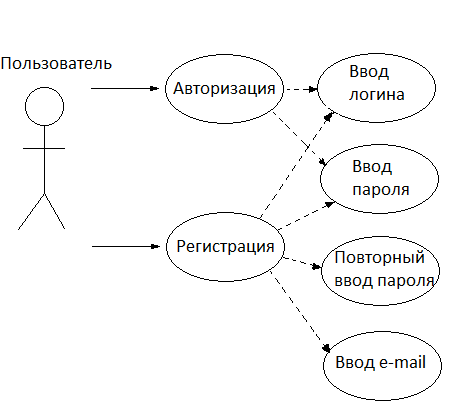 Пользователь
Авторизация
Ввод
логина
Ввод
пароля
Регистрация
Повторный
ввод пароля
Ввод e-mail